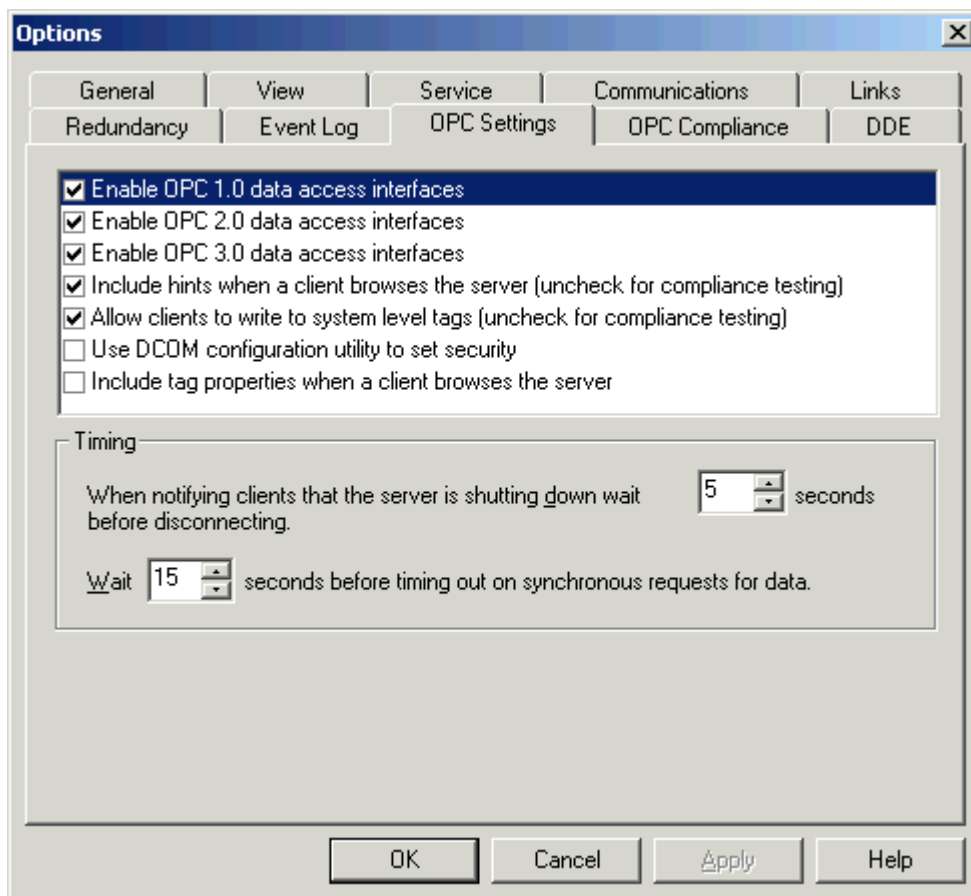 Options
General View Service Communications Links
Redundancy Event Log OPC Settings OPC Compliance DDE
Enable OPC 1.0 data access interfaces
Enable OPC 2.0 data access interfaces
Enable OPC 3.0 data access interfaces
Include hints when a client browses the server (uncheck for compliance testing)
Allow clients to write to system level tags (uncheck for compliance testing)
Use DCOM configuration utility to set security
Include tag properties when a client browses the server
Timing
When notifying clients that the server is shutting down wait 5 seconds
before disconnecting.
Wait 15 seconds before timing out on synchronous requests for data.
OK Cancel Apply Help